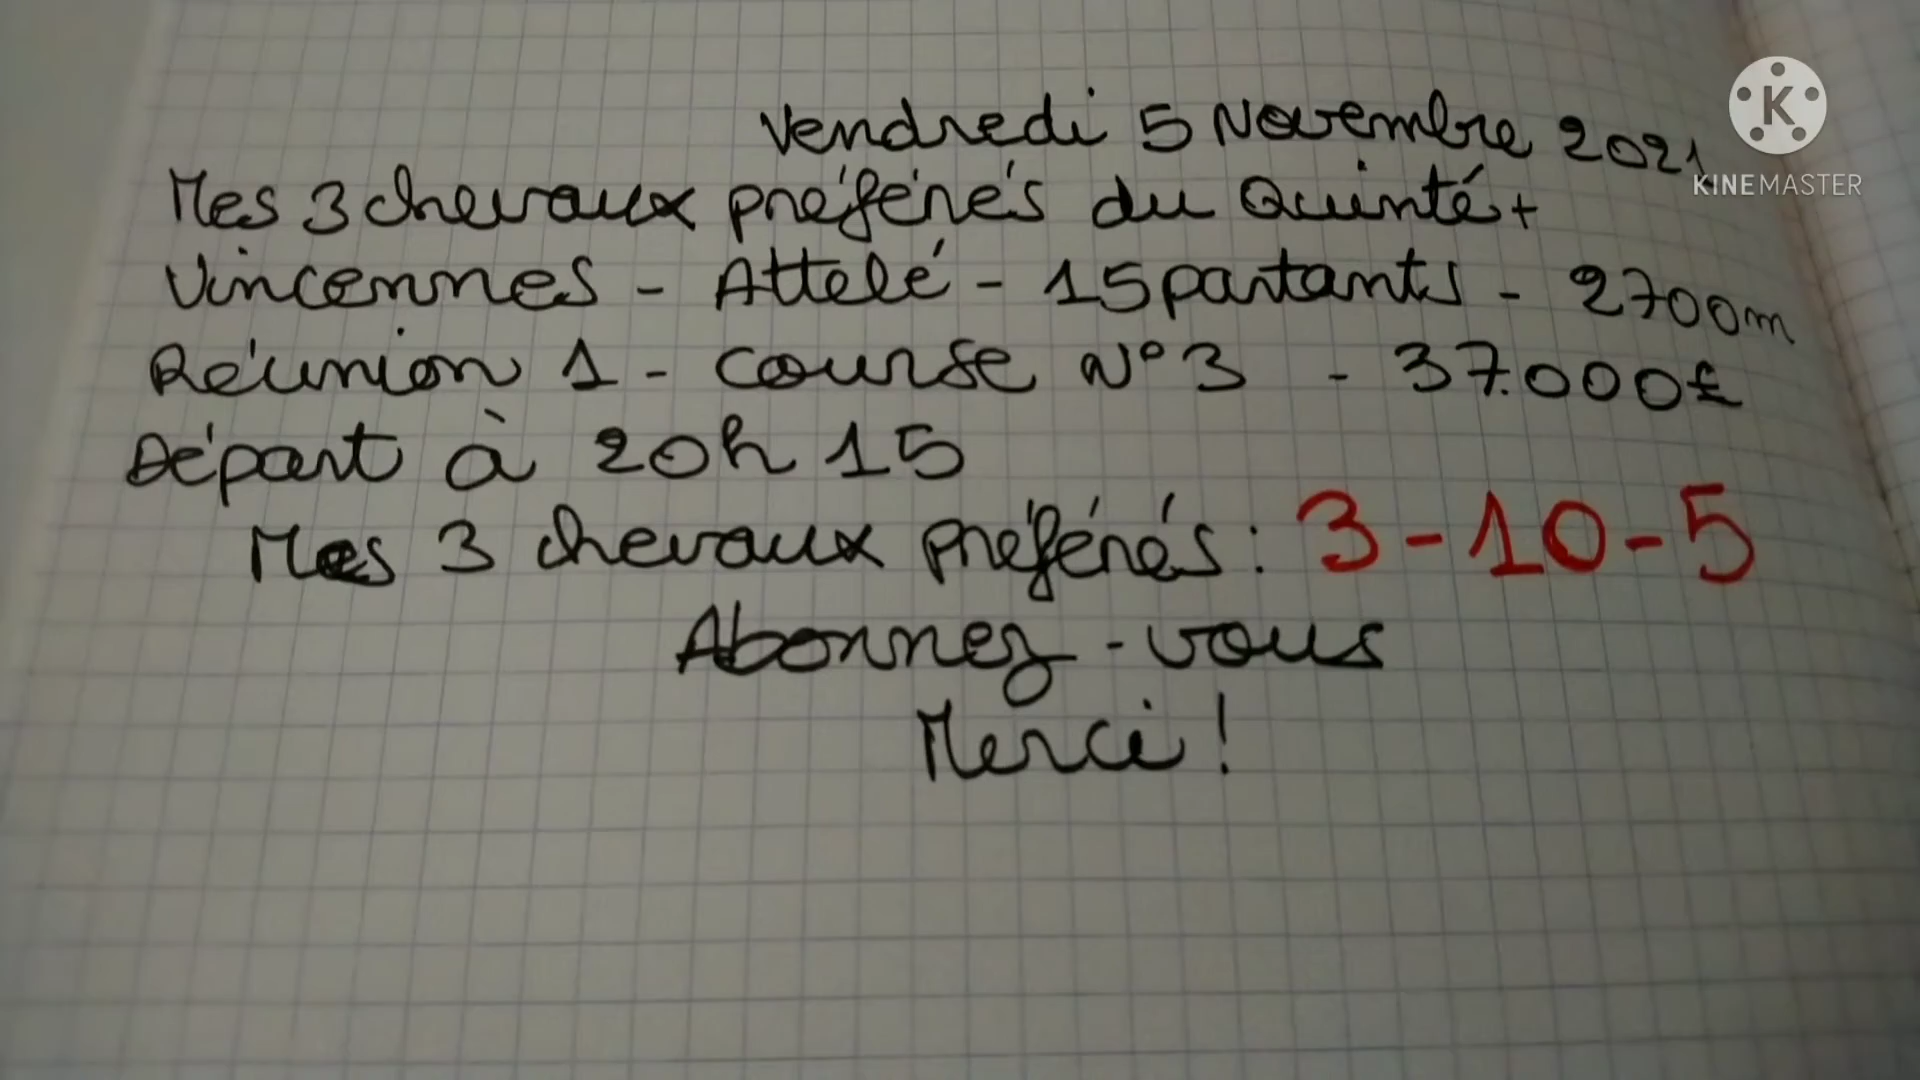 Vendredi 5 Novembre 2021
Mes 3 chevaux préférés du Quinté+
Vincennes - Attelé - 15 partants - 2700m
Réunion 1 - course N°3 - 37.000€
Départ à 20h15
Mes 3 chevaux préférés : 3-10-5
Abonnez-vous
Merci !
K
KINEMASTER